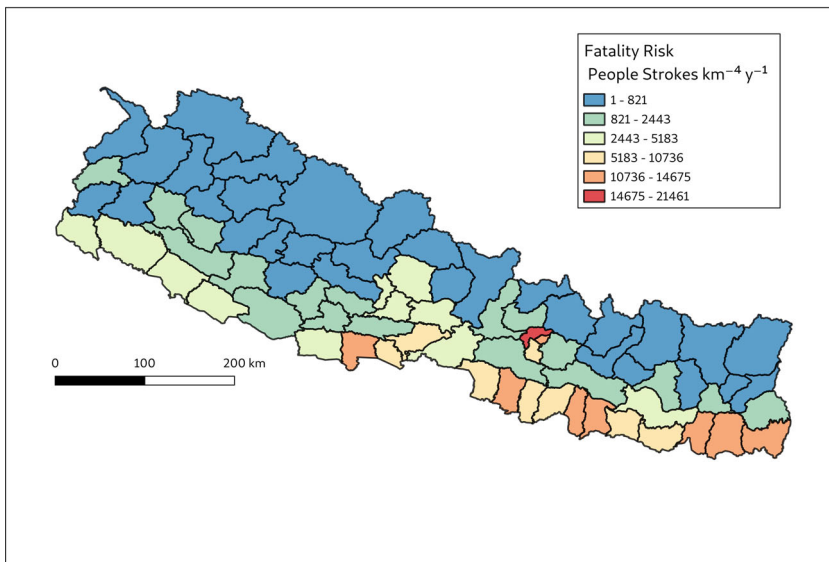 Fatality Risk
People Strokes km⁻⁴ y⁻¹
1 - 821
821 - 2443
2443 - 5183
5183 - 10736
10736 - 14675
14675 - 21461
0 100 200 km